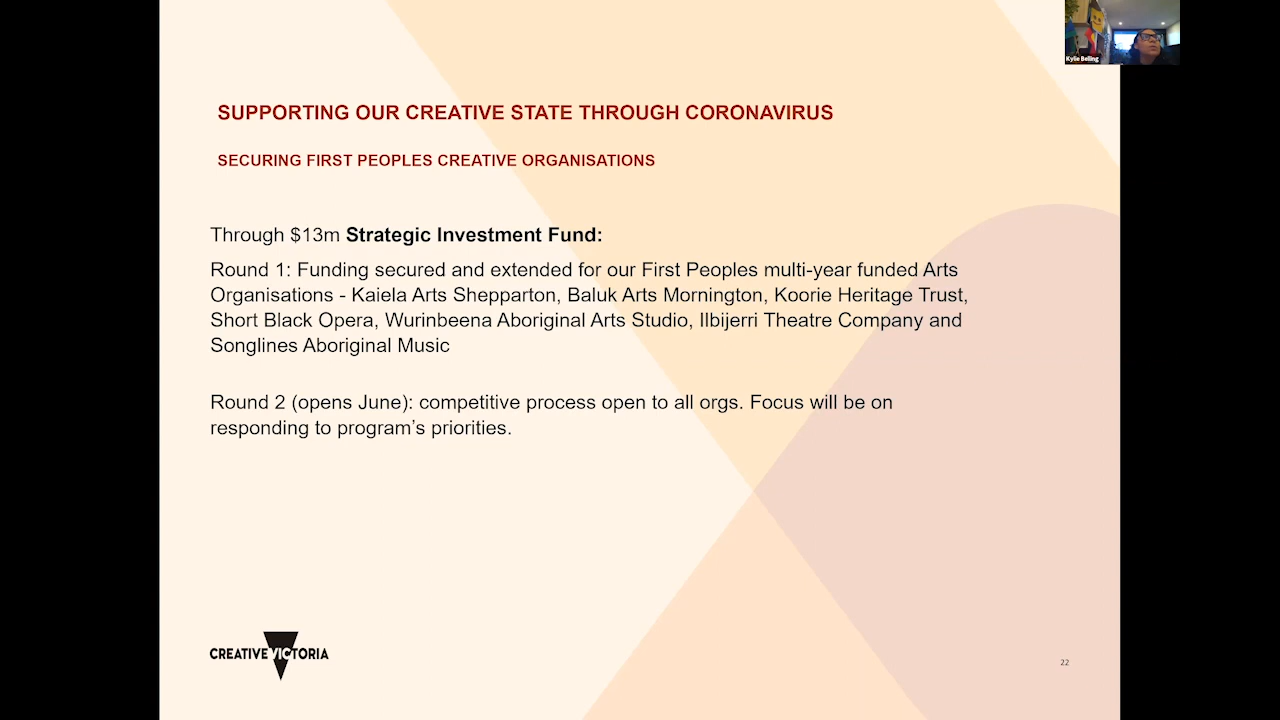 Kylie Belling
SUPPORTING OUR CREATIVE STATE THROUGH CORONAVIRUS
SECURING FIRST PEOPLES CREATIVE ORGANISATIONS
Through $13m Strategic Investment Fund:
Round 1: Funding secured and extended for our First Peoples multi-year funded Arts
Organisations - Kaiela Arts Shepparton, Baluk Arts Mornington, Koorie Heritage Trust,
Short Black Opera, Wurinbeena Aboriginal Arts Studio, Ilbijerri Theatre Company and
Songlines Aboriginal Music
Round 2 (opens June): competitive process open to all orgs. Focus will be on
responding to program’s priorities.
CREATIVE VICTORIA
22